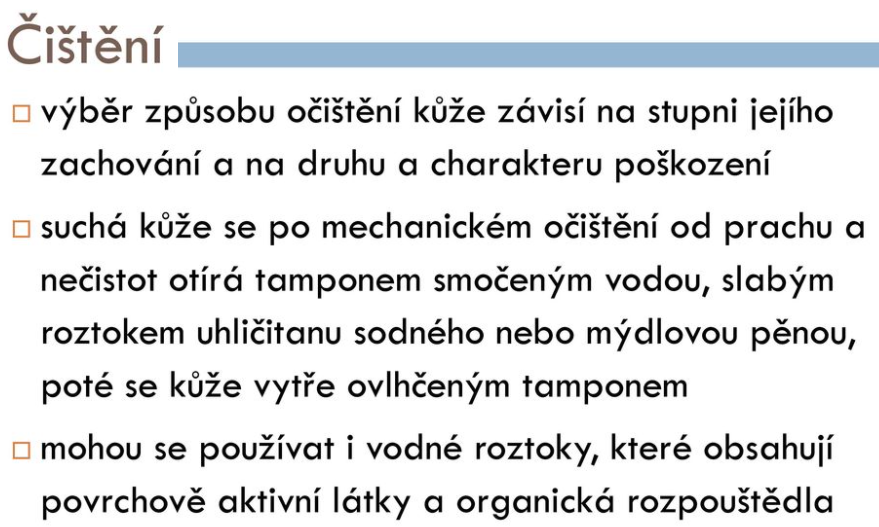 Čištění
výběr způsobu očištění kůže závisí na stupni jejího
zachování a na druhu a charakteru poškození
suchá kůže se po mechanickém očištění od prachu a
nečistot otírá tamponem smočeným vodou, slabým
roztokem uhličitanu sodného nebo mýdlovou pěnou,
poté se kůže vytře ovlhčeným tamponem
mohou se používat i vodné roztoky, které obsahují
povrchově aktivní látky a organická rozpouštědla